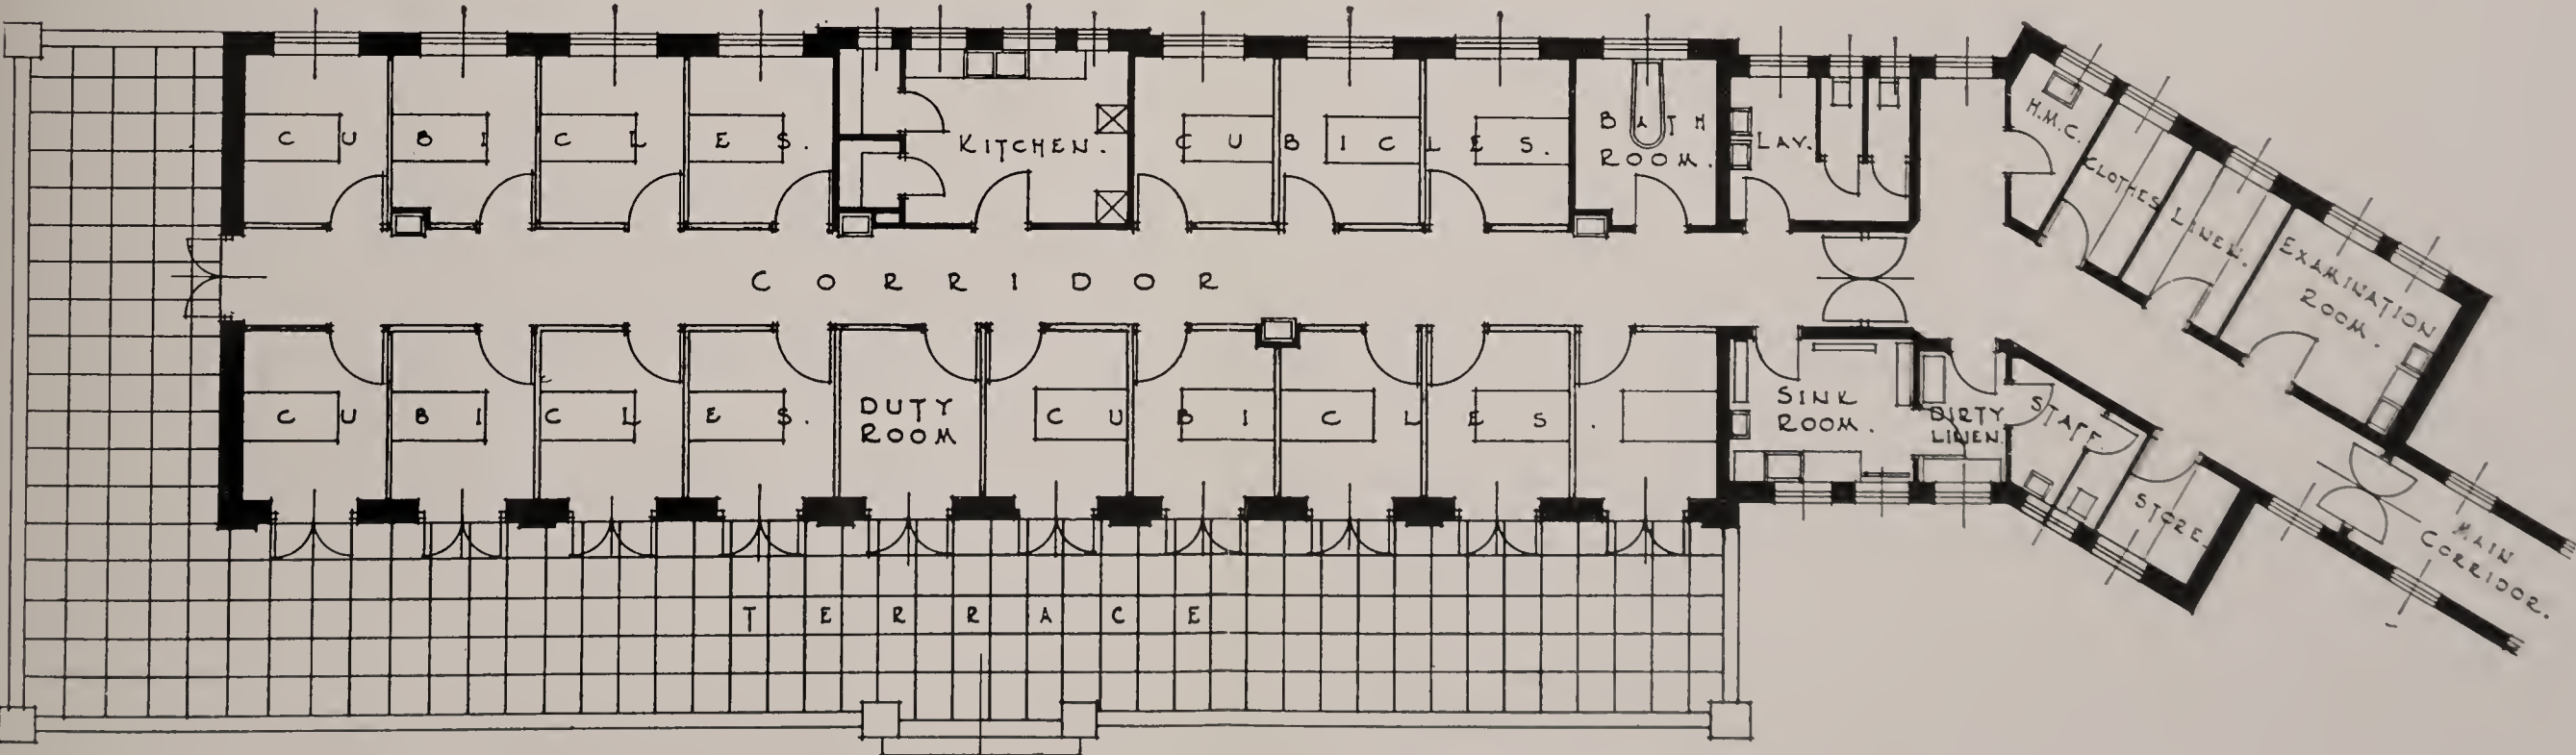 CUBICLES.
KITCHEN.
CUBICLES.
BATH
ROOM.
LAV.
H.M.C.
CLOTHES
LINEN.
EXAMINATION
ROOM.
CORRIDOR
CUBICLES.
DUTY
ROOM
CUBICLES.
SINK
ROOM.
DIRTY
LINEN.
STAFF.
STORE.
MAIN
CORRIDOR.
TERRACE